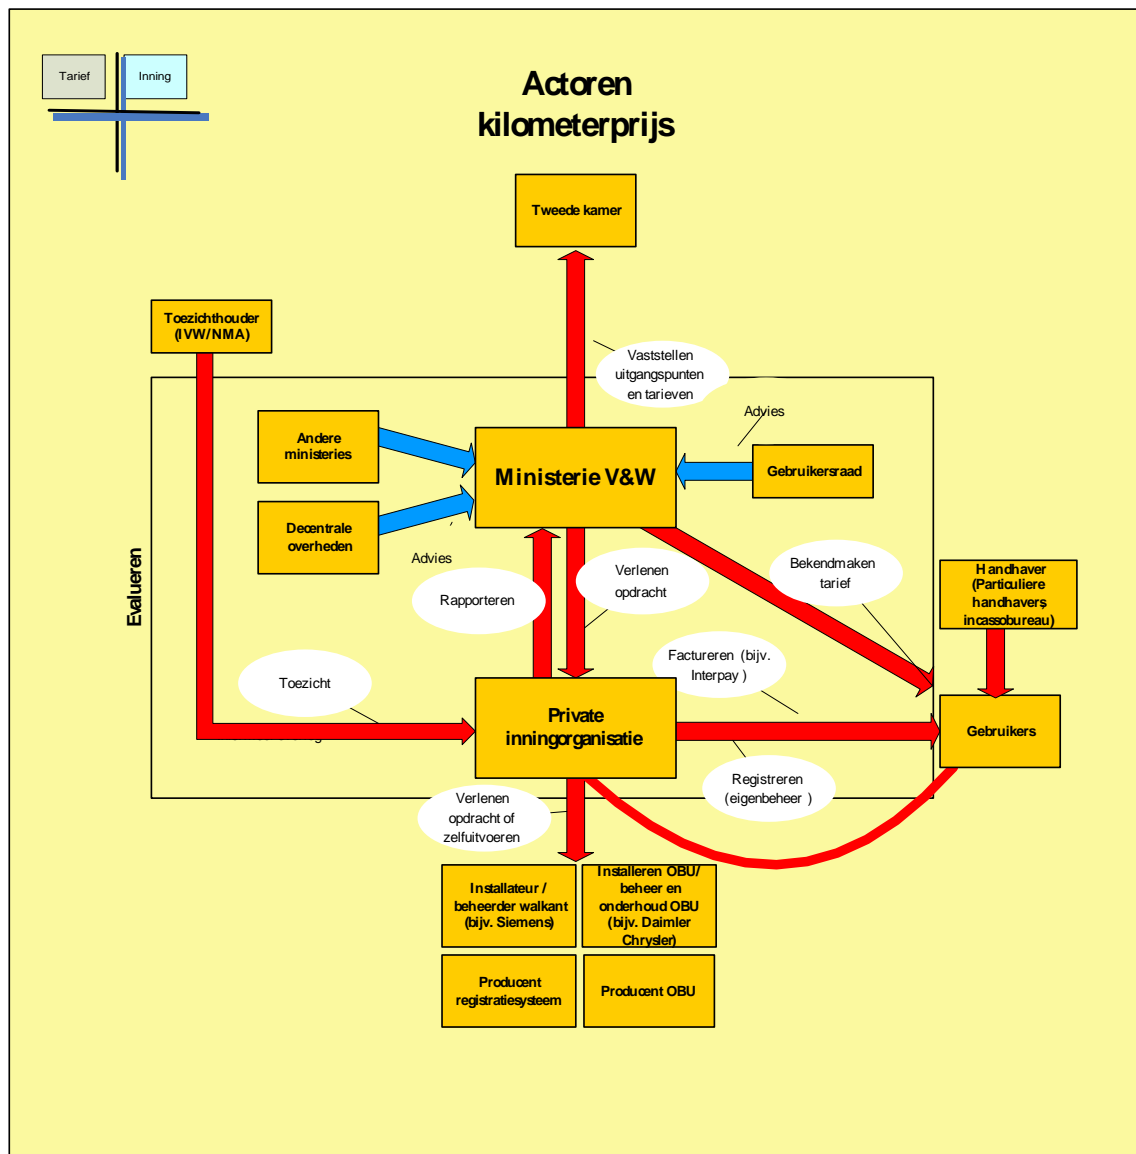 Tarief
Inning
Actoren
kilometerprijs
Tweede kamer
Toezichthouder
(IVW/NMA)
Vaststellen
uitgangspunten
en tarieven
Advies
Andere
ministeries
Ministerie V&W
Gebruikersraad
Decentrale
overheden
Advies
Rapporteren
Verlenen
opdracht
Bekendmaken
tarief
Handhaver
(Particuliere
handhavers,
incassobureau)
Evalueren
Factureren (bijv.
Interpay )
Toezicht
Private
inningorganisatie
Gebruikers
Registreren
(eigenbeheer )
Verlenen
opdracht of
zelfuitvoeren
Installateur /
beheerder walkant
(bijv. Siemens)
Installeren OBU/
beheer en
onderhoud OBU
(bijv. Daimler
Chrysler)
Producent
registratiesysteem
Producent OBU